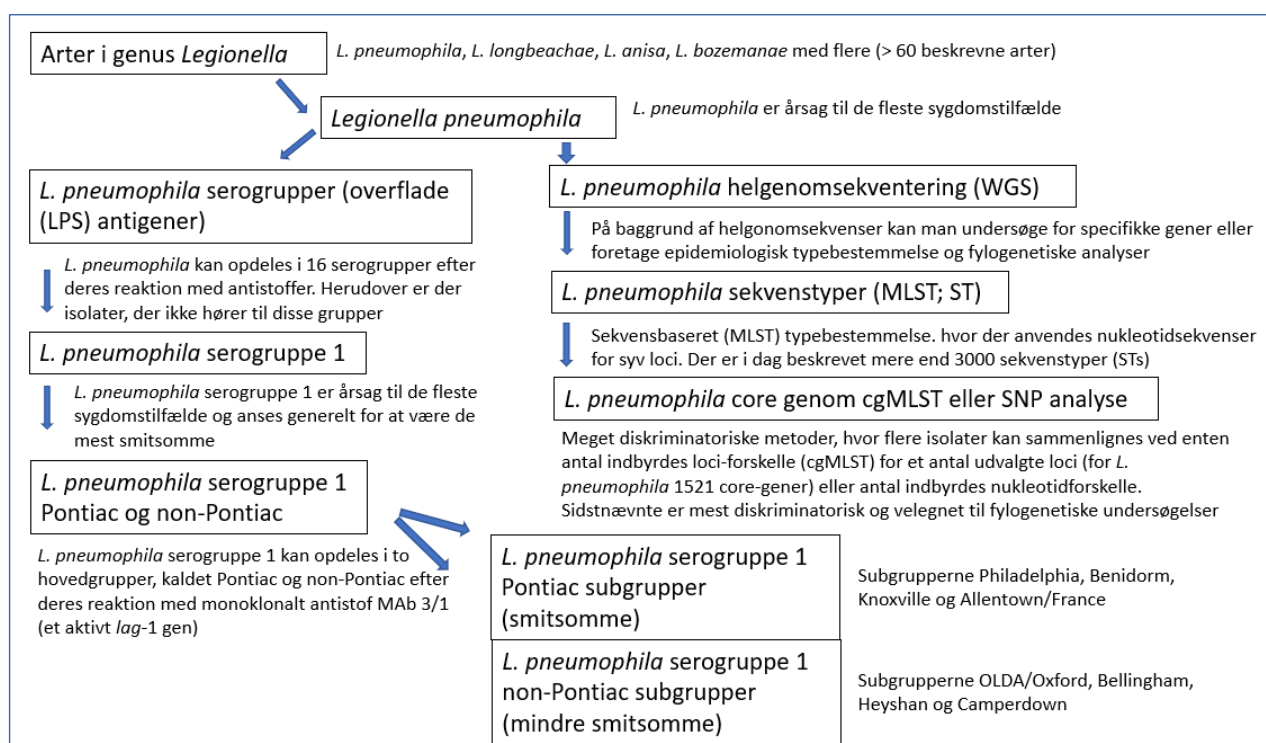 Arter i genus Legionella
L. pneumophila, L. longbeachae, L. anisa, L. bozemanae med flere (> 60 beskrevne arter)
Legionella pneumophila
L. pneumophila er årsag til de fleste sygdomstilfælde
L. pneumophila serogrupper (overflade
(LPS) antigener)
L. pneumophila kan opdeles i 16 serogrupper efter
deres reaktion med antistoffer. Herudover er der
isolater, der ikke hører til disse grupper
L. pneumophila serogruppe 1
L. pneumophila serogruppe 1 er årsag til de fleste
sygdomstilfælde og anses generelt for at være de
mest smitsomme
L. pneumophila serogruppe 1
Pontiac og non-Pontiac
L. pneumophila serogruppe 1 kan opdeles i to
hovedgrupper, kaldet Pontiac og non-Pontiac efter
deres reaktion med monoklonalt antistof MAb 3/1
(et aktivt lag-1 gen)
L. pneumophila helgenomsekventering (WGS)
På baggrund af helgonomsekvenser kan man undersøge for specifikke gener eller
foretage epidemiologisk typebestemmelse og fylogenetiske analyser
L. pneumophila sekvenstyper (MLST; ST)
Sekvensbaseret (MLST) typebestemmelse. hvor der anvendes nukleotidsekvenser
for syv loci. Der er i dag beskrevet mere end 3000 sekvenstyper (STs)
L. pneumophila core genom cgMLST eller SNP analyse
Meget diskriminatoriske metoder, hvor flere isolater kan sammenlignes ved enten
antal indbyrdes loci-forskelle (cgMLST) for et antal udvalgte loci (for L.
pneumophila 1521 core-gener) eller antal indbyrdes nukleotidforskelle.
Sidstnævnte er mest diskriminatorisk og velegnet til fylogenetiske undersøgelser
L. pneumophila serogruppe 1
Pontiac subgrupper
(smitsomme)
Subgrupperne Philadelphia, Benidorm,
Knoxville og Allentown/France
L. pneumophila serogruppe 1
non-Pontiac subgrupper
(mindre smitsomme)
Subgrupperne OLDA/Oxford, Bellingham,
Heyshan og Camperdown